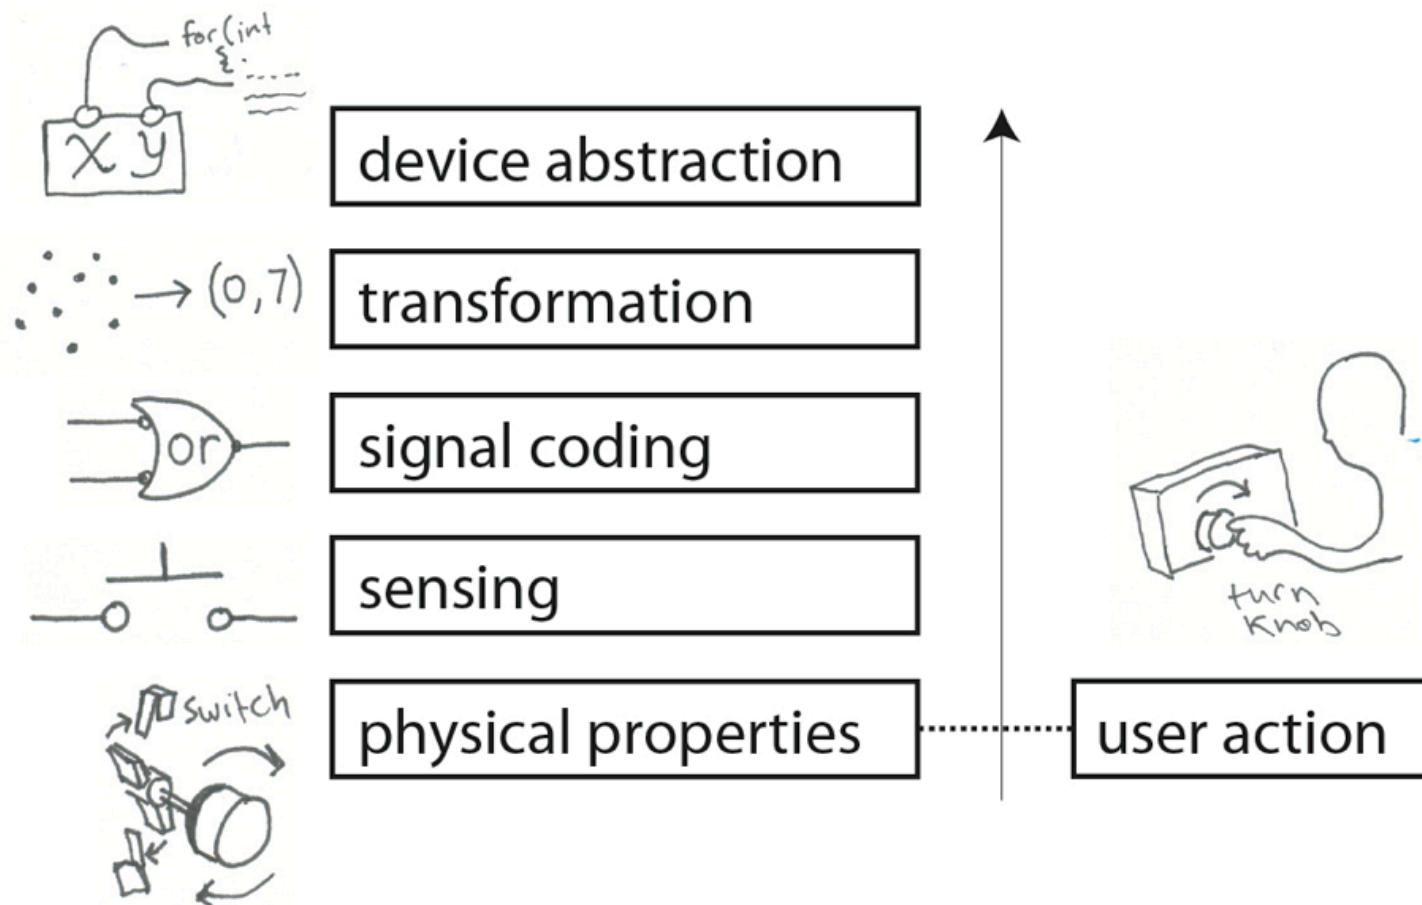 for(int
{.
X Y
device abstraction
→ (0,7)
transformation
or
signal coding
sensing
switch
physical properties
turn
knob
user action